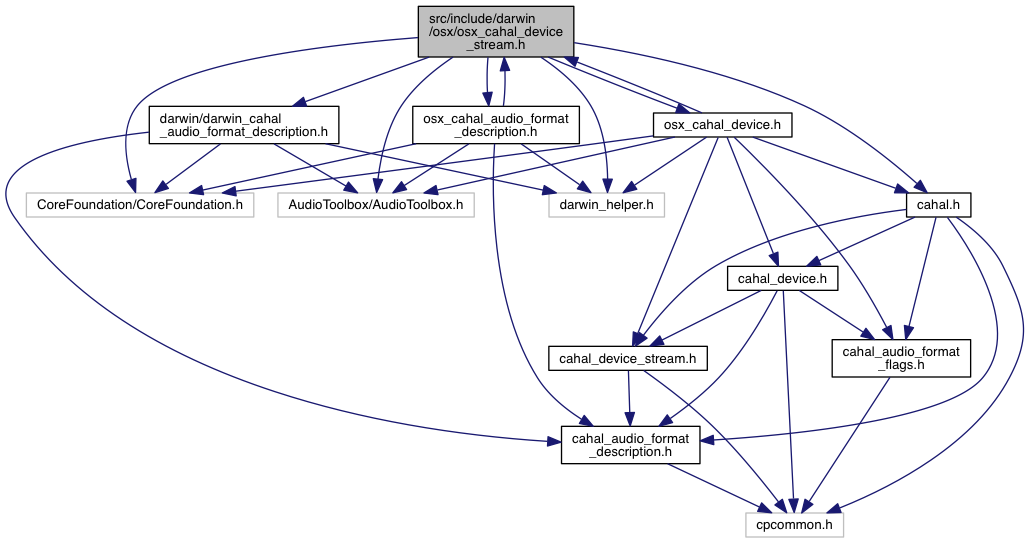 src/include/darwin
/osx/osx_cahal_device
_stream.h
darwin/darwin_cahal
_audio_format_description.h
osx_cahal_audio_format
_description.h
osx_cahal_device.h
CoreFoundation/CoreFoundation.h
AudioToolbox/AudioToolbox.h
darwin_helper.h
cahal.h
cahal_device.h
cahal_device_stream.h
cahal_audio_format
_flags.h
cahal_audio_format
_description.h
cpcommon.h